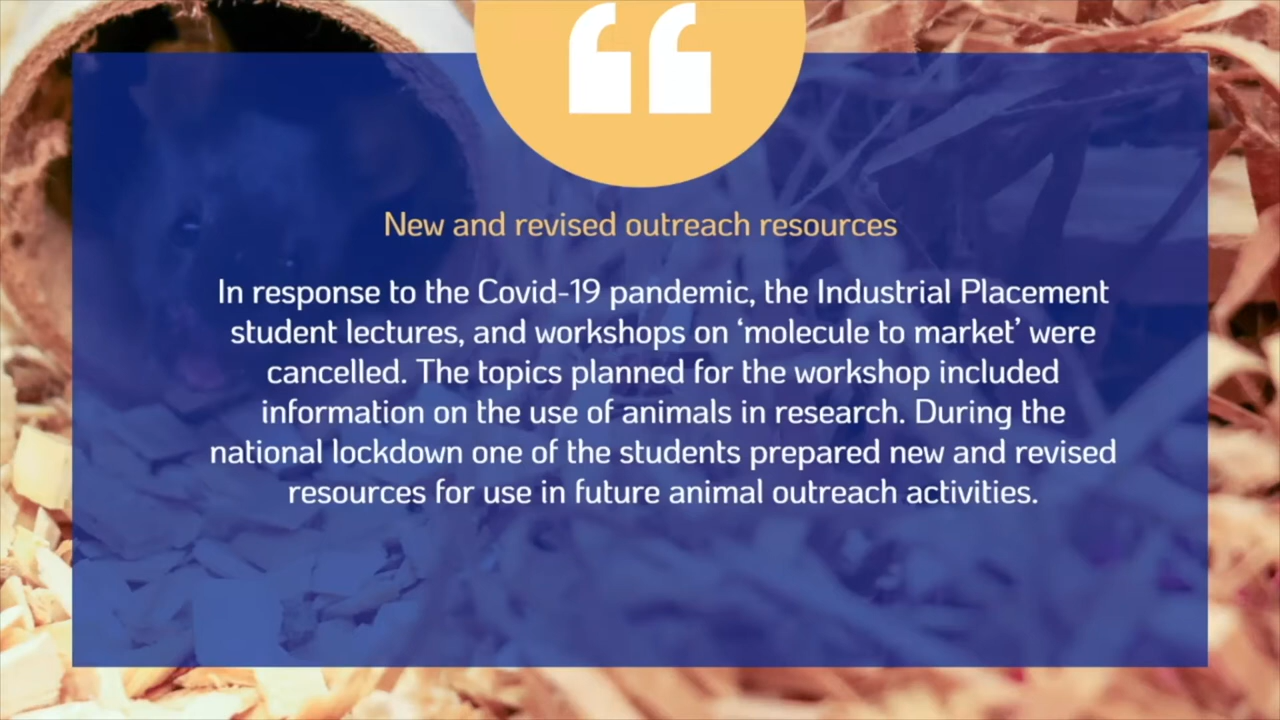 New and revised outreach resources
In response to the Covid-19 pandemic, the Industrial Placement
student lectures, and workshops on ‘molecule to market’ were
cancelled. The topics planned for the workshop included
information on the use of animals in research. During the
national lockdown one of the students prepared new and revised
resources for use in future animal outreach activities.